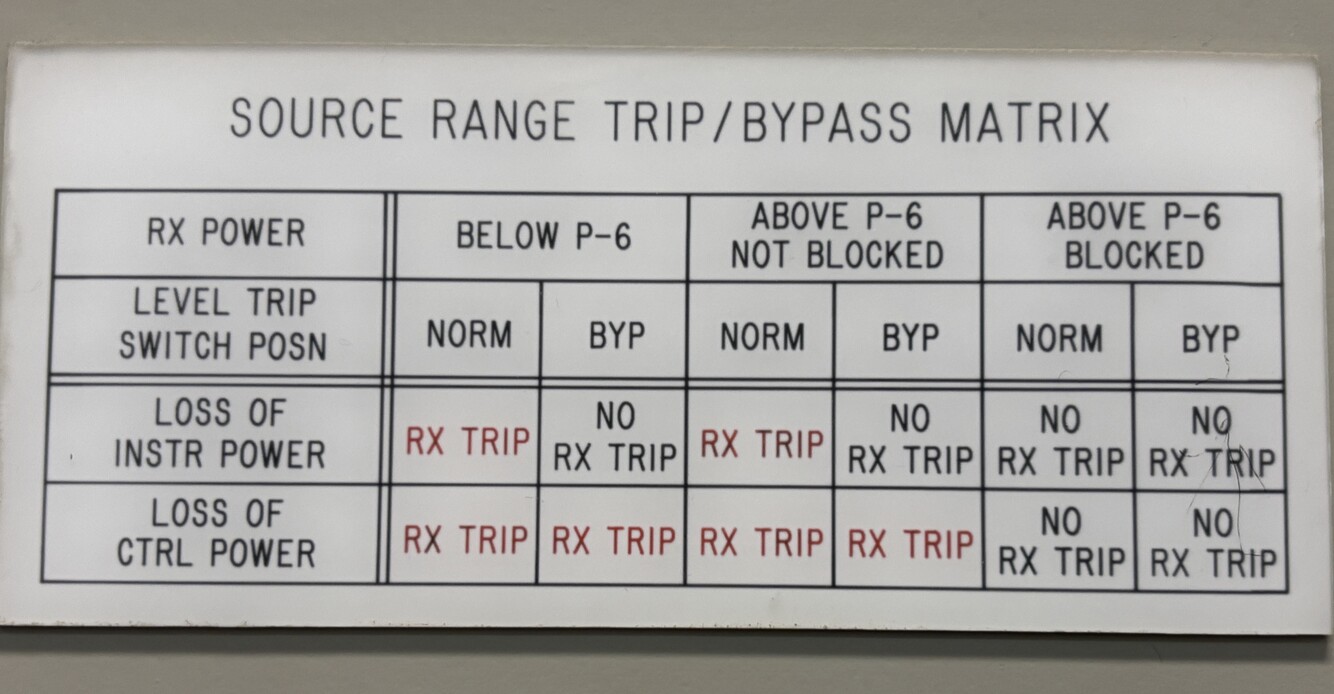 SOURCE RANGE TRIP/BYPASS MATRIX
RX POWER
BELOW P-6
ABOVE P-6
NOT BLOCKED
ABOVE P-6
BLOCKED
LEVEL TRIP
SWITCH POSN
NORM
BYP
NORM
BYP
NORM
BYP
LOSS OF
INSTR POWER
RX TRIP
NO
RX TRIP
RX TRIP
NO
RX TRIP
NO
RX TRIP
NO
RX TRIP
LOSS OF
CTRL POWER
RX TRIP
RX TRIP
RX TRIP
RX TRIP
NO
RX TRIP
NO
RX TRIP